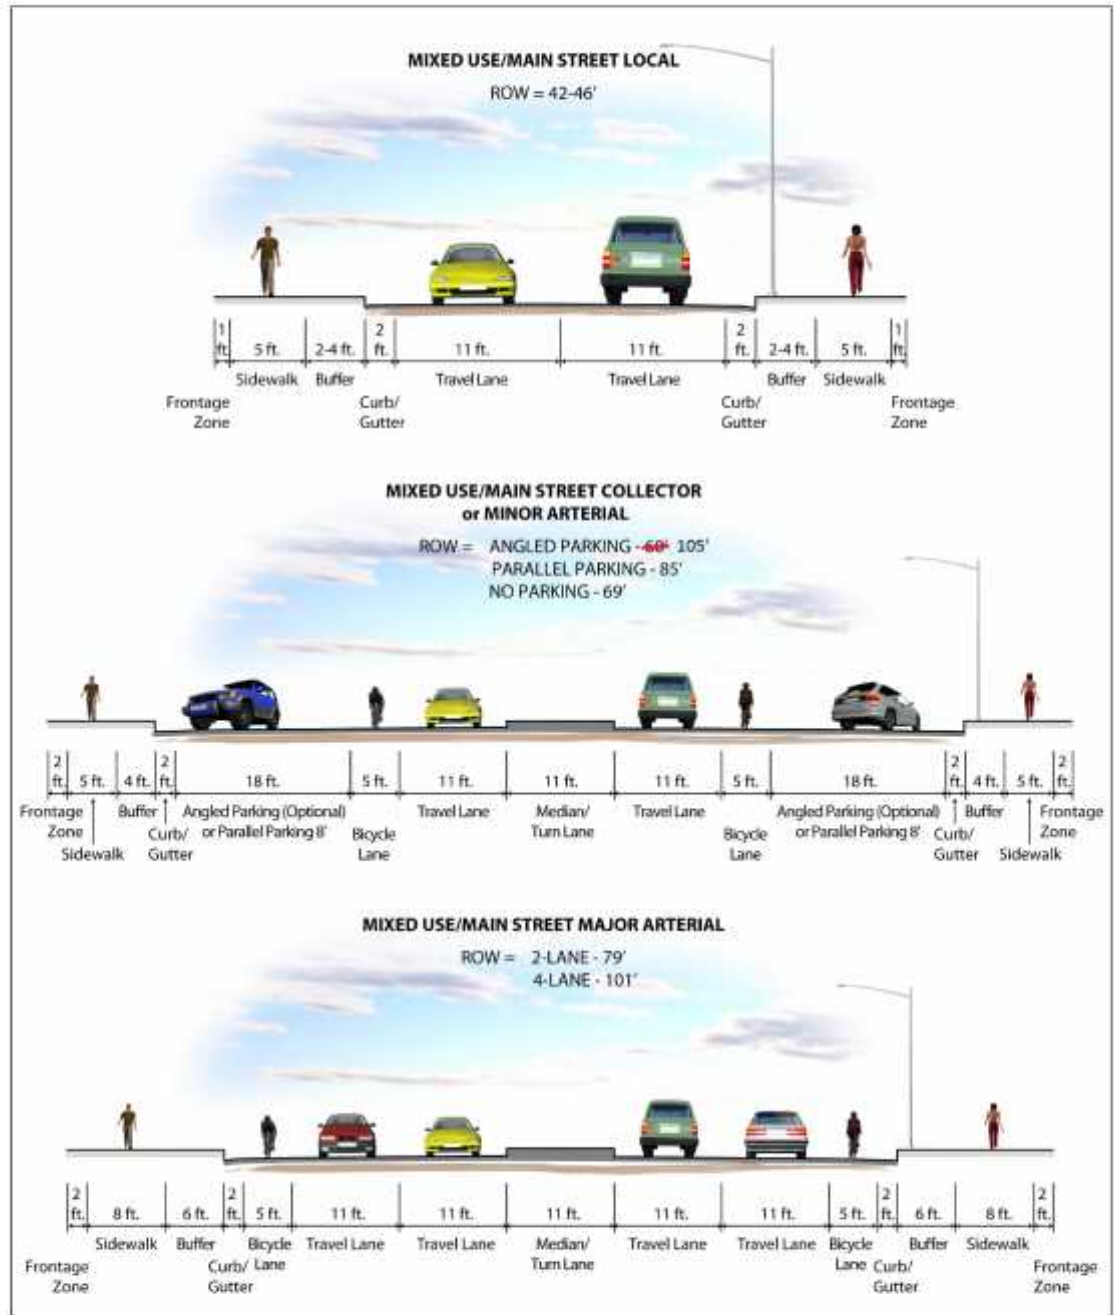 MIXED USE/MAIN STREET LOCAL
ROW = 42-46'
1 ft. 5 ft. 2-4 ft. 2 ft. 11 ft. 11 ft. 2 ft. 2-4 ft. 5 ft. 1 ft.
Sidewalk Buffer Travel Lane Travel Lane Buffer Sidewalk
Frontage Zone Curb/ Gutter Curb/ Gutter Frontage Zone
MIXED USE/MAIN STREET COLLECTOR
or MINOR ARTERIAL
ROW = ANGLED PARKING - 60' 105'
PARALLEL PARKING - 85'
NO PARKING - 69'
2 ft. 5 ft. 4 ft. 2 ft. 18 ft. 5 ft. 11 ft. 11 ft. 11 ft. 5 ft. 18 ft. 2 ft. 4 ft. 5 ft. 2 ft.
Frontage Zone Sidewalk Buffer Curb/ Gutter Angled Parking (Optional) or Parallel Parking 8' Bicycle Lane Travel Lane Median/ Turn Lane Travel Lane Bicycle Lane Angled Parking (Optional) or Parallel Parking 8' Curb/ Gutter Buffer Sidewalk Frontage Zone
MIXED USE/MAIN STREET MAJOR ARTERIAL
ROW = 2-LANE - 79'
4-LANE - 101'
2 ft. 8 ft. 6 ft. 2 ft. 5 ft. 11 ft. 11 ft. 11 ft. 11 ft. 11 ft. 5 ft. 2 ft. 6 ft. 8 ft. 2 ft.
Frontage Zone Sidewalk Buffer Curb/ Gutter Bicycle Lane Travel Lane Travel Lane Median/ Turn Lane Travel Lane Travel Lane Bicycle Lane Curb/ Gutter Buffer Sidewalk Frontage Zone